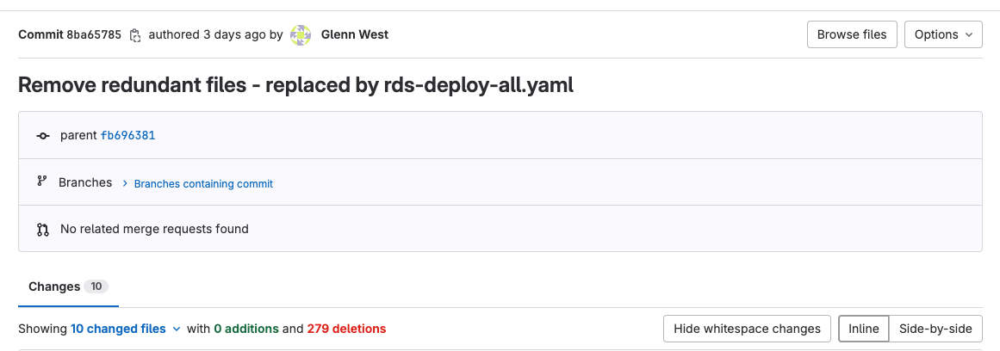 Commit 8ba65785 authored 3 days ago by Glenn West Browse files Options
Remove redundant files - replaced by rds-deploy-all.yaml
parent fb696381
Branches Branches containing commit
No related merge requests found
Changes 10
Showing 10 changed files with 0 additions and 279 deletions Hide whitespace changes Inline Side-by-side